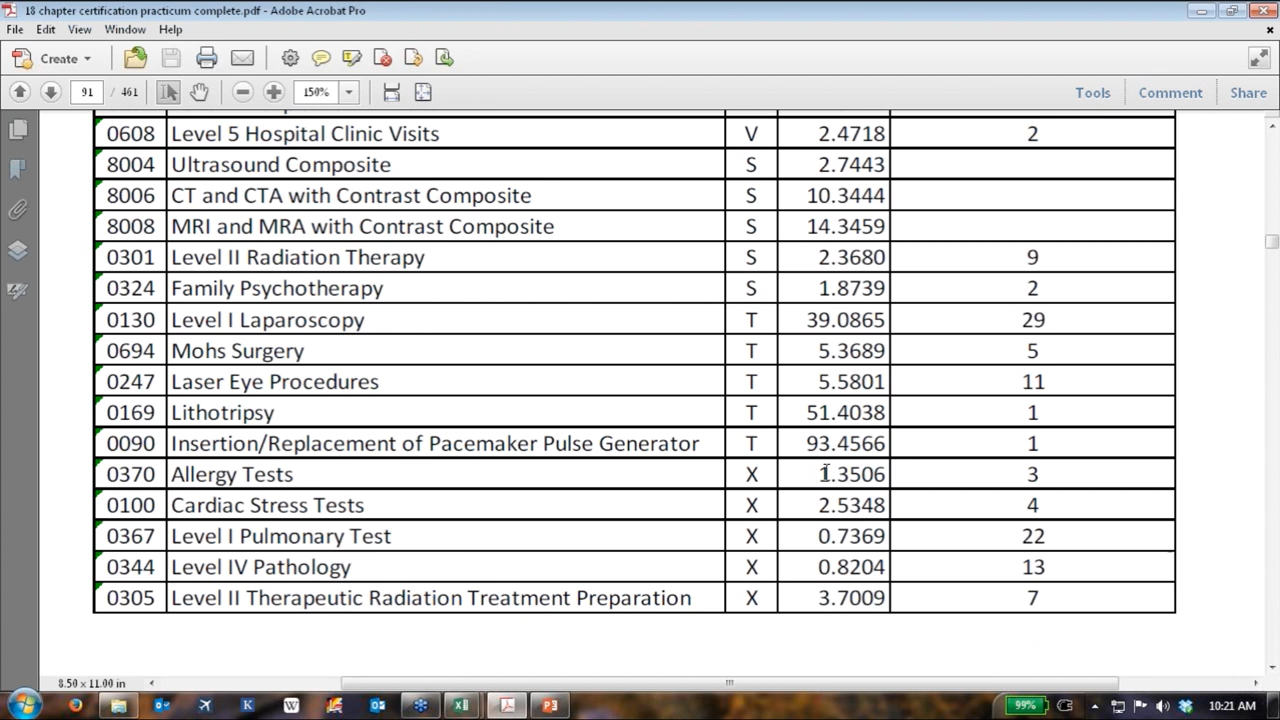 18 chapter certification practicum complete.pdf - Adobe Acrobat Pro
File Edit View Window Help
Create
91 / 461 150% Tools Comment Share
0608 Level 5 Hospital Clinic Visits V 2.4718 2
8004 Ultrasound Composite S 2.7443
8006 CT and CTA with Contrast Composite S 10.3444
8008 MRI and MRA with Contrast Composite S 14.3459
0301 Level II Radiation Therapy S 2.3680 9
0324 Family Psychotherapy S 1.8739 2
0130 Level I Laparoscopy T 39.0865 29
0694 Mohs Surgery T 5.3689 5
0247 Laser Eye Procedures T 5.5801 11
0169 Lithotripsy T 51.4038 1
0090 Insertion/Replacement of Pacemaker Pulse Generator T 93.4566 1
0370 Allergy Tests X 1.3506 3
0100 Cardiac Stress Tests X 2.5348 4
0367 Level I Pulmonary Test X 0.7369 22
0344 Level IV Pathology X 0.8204 13
0305 Level II Therapeutic Radiation Treatment Preparation X 3.7009 7
8.50 x 11.00 in
99% 10:21 AM